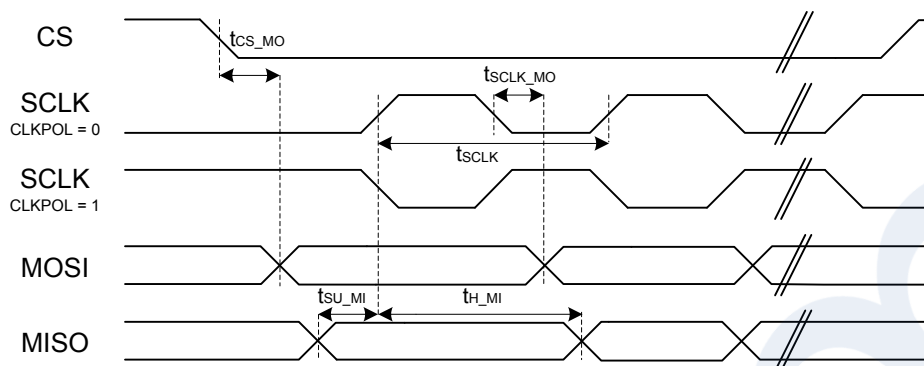 CS
tCS_MO
tSCLK_MO
SCLK
CLKPOL = 0
tSCLK
SCLK
CLKPOL = 1
MOSI
tSU_MI
tH_MI
MISO